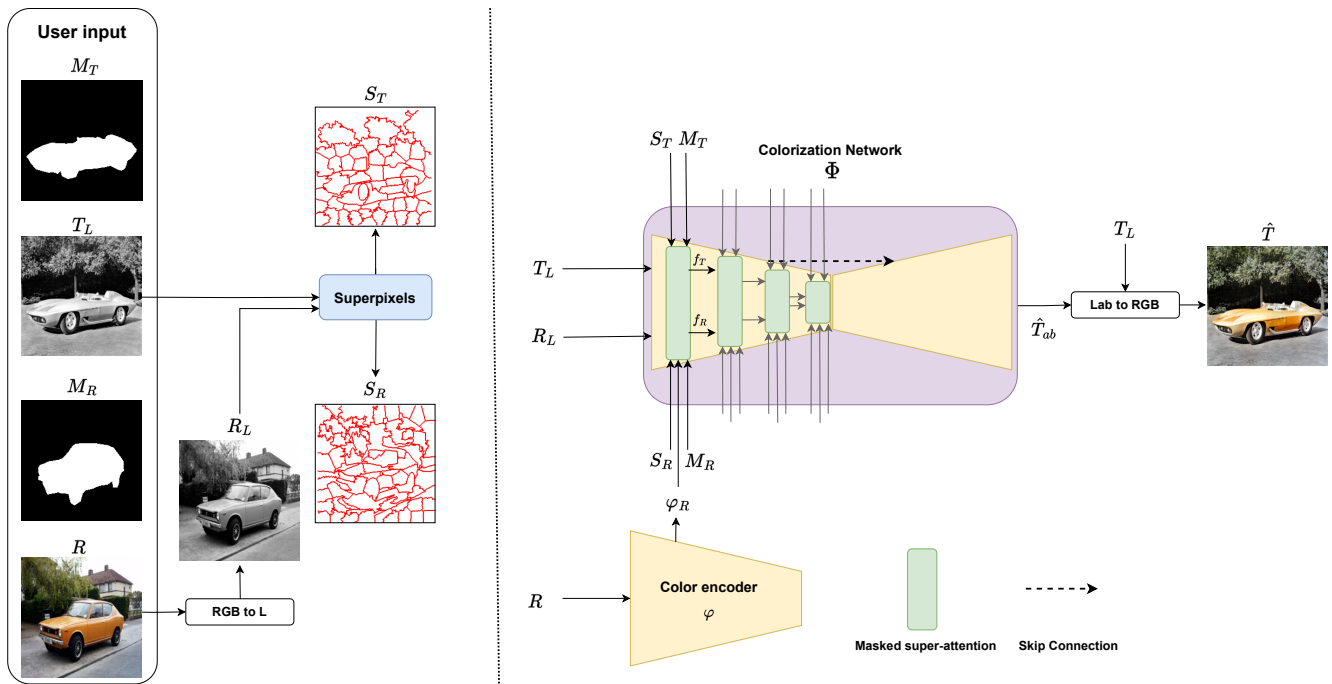 User input
M_T
T_L
M_R
R
R_L
RGB to L
S_T
Superpixels
S_R
S_T M_T
Colorization Network
Φ
T_L
R_L
f_T
f_R
S_R M_R
φ_R
R
Color encoder
φ
T̂_ab
T_L
Lab to RGB
T̂
Masked super-attention
Skip Connection